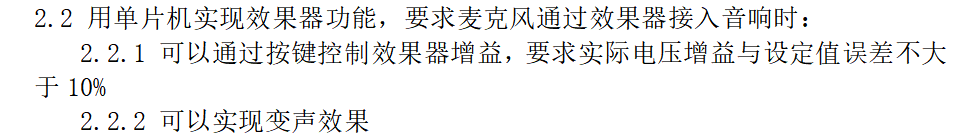 2.2 用单片机实现效果器功能，要求麦克风通过效果器接入音响时：
2.2.1 可以通过按键控制效果器增益，要求实际电压增益与设定值误差不大
于 10%
2.2.2 可以实现变声效果